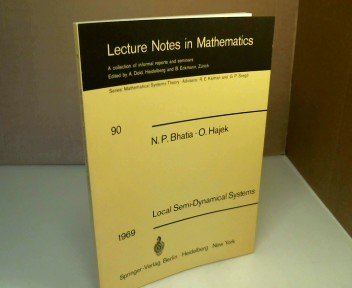 Lecture Notes in Mathematics
A collection of informal reports and seminars
Edited by A. Dold, Heidelberg and B. Eckmann, Zürich
Series: Mathematical Systems Theory. Advisers: R. E. Kalman and G. P. Szegö
90
N. P. Bhatia · O. Hajek
Local Semi-Dynamical Systems
1969
Springer-Verlag Berlin · Heidelberg · New York